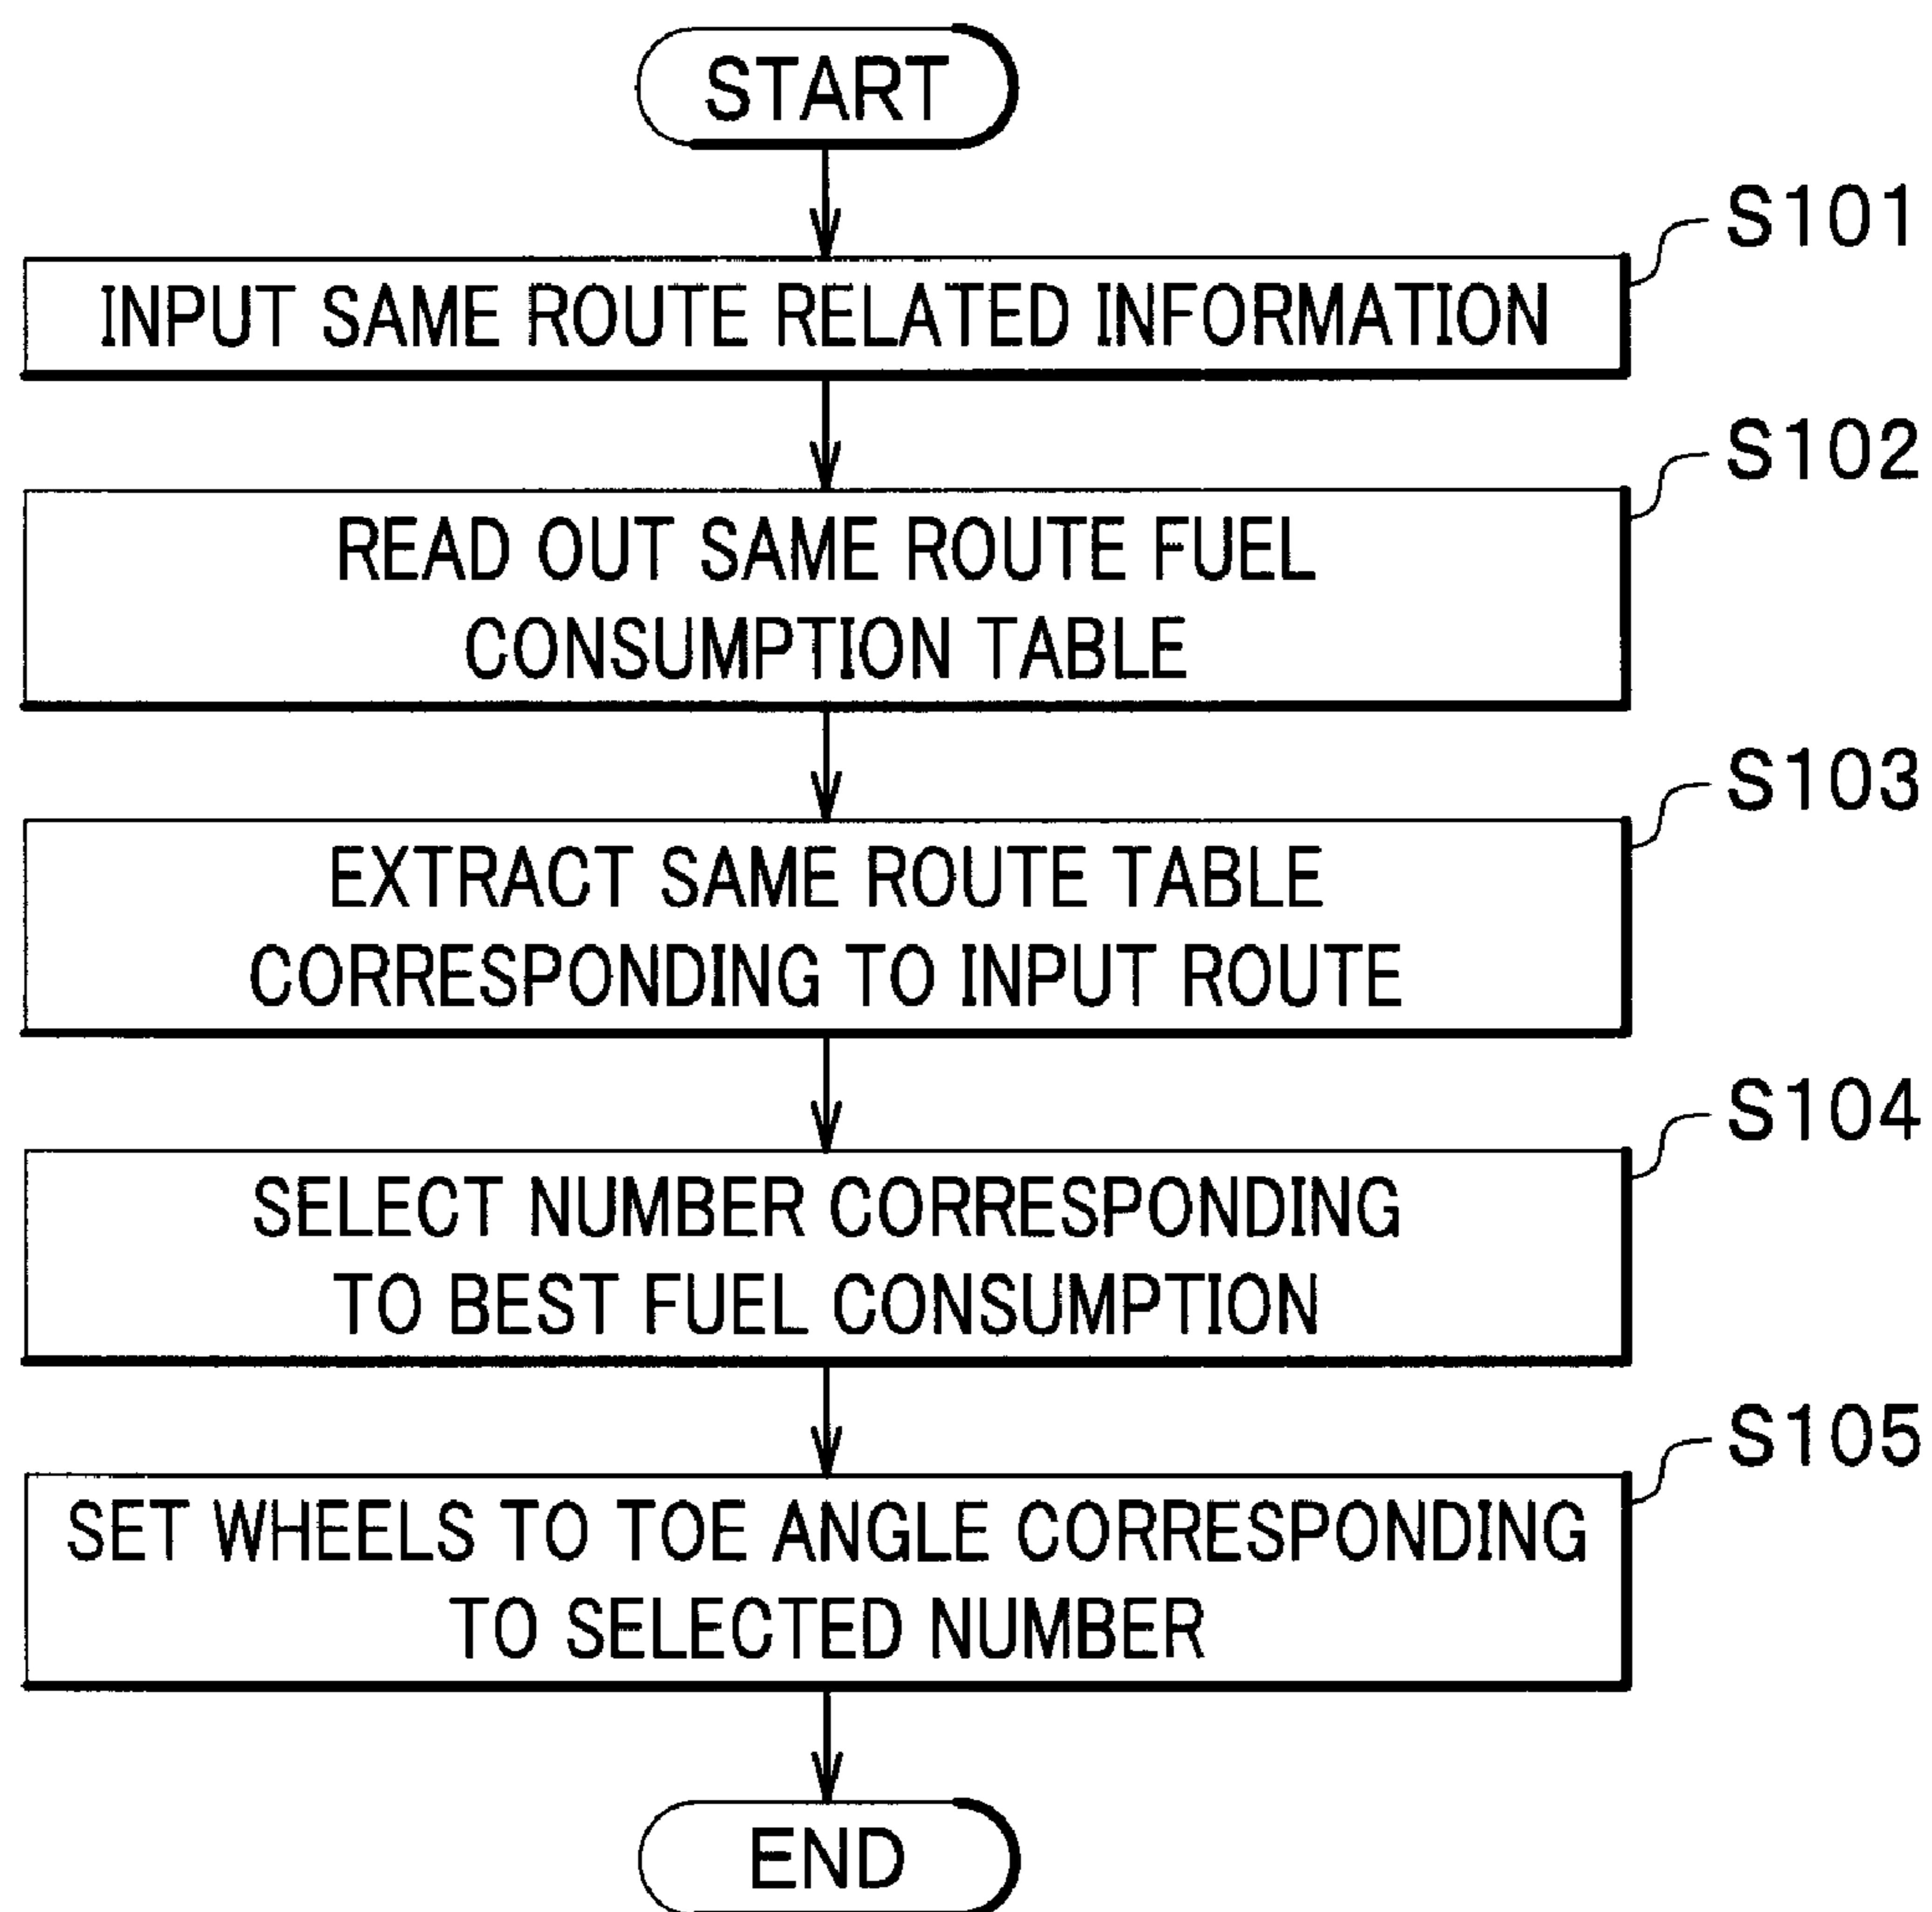 START
S101
INPUT SAME ROUTE RELATED INFORMATION
S102
READ OUT SAME ROUTE FUEL
CONSUMPTION TABLE
S103
EXTRACT SAME ROUTE TABLE
CORRESPONDING TO INPUT ROUTE
S104
SELECT NUMBER CORRESPONDING
TO BEST FUEL CONSUMPTION
S105
SET WHEELS TO TOE ANGLE CORRESPONDING
TO SELECTED NUMBER
END